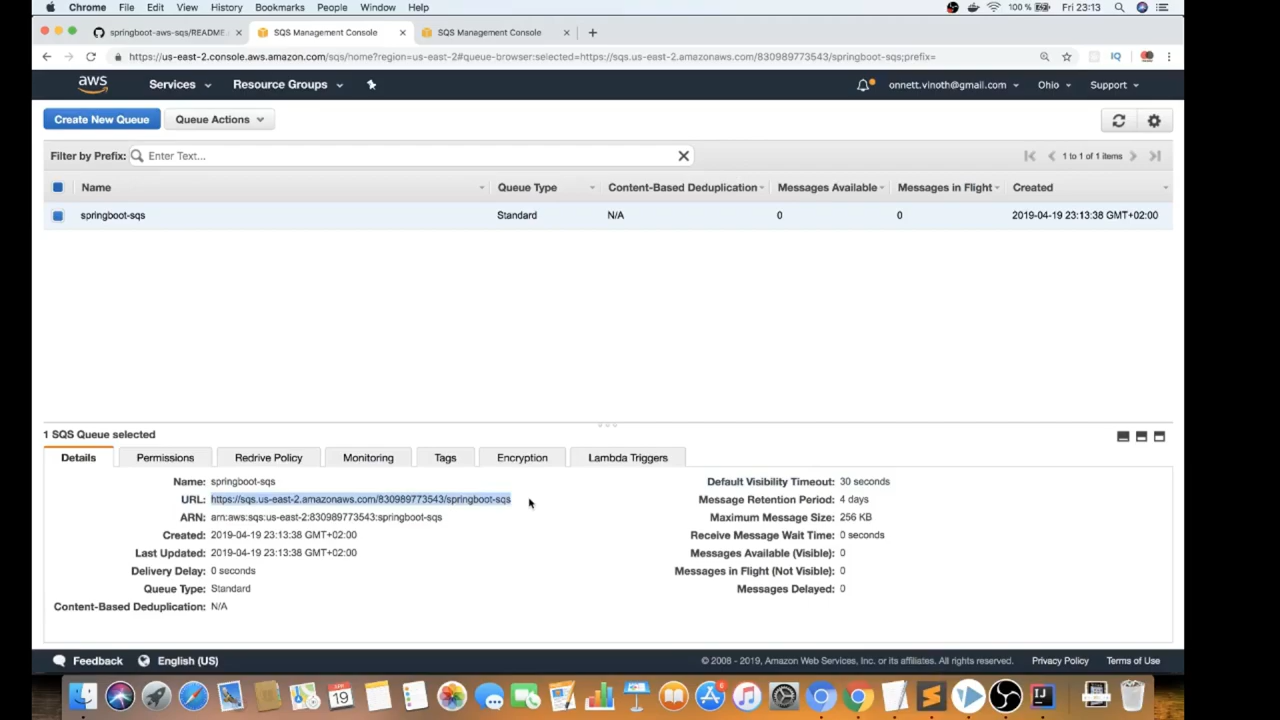 Chrome File Edit View History Bookmarks People Window Help 100 % Fri 23:13
springboot-aws-sqs/README. SQS Management Console SQS Management Console
https://us-east-2.console.aws.amazon.com/sqs/home?region=us-east-2#queue-browser:selected=https://sqs.us-east-2.amazonaws.com/830989773543/springboot-sqs;prefix=
aws Services Resource Groups onnett.vinoth@gmail.com Ohio Support
Create New Queue Queue Actions
Filter by Prefix: Enter Text... 1 to 1 of 1 items
Name Queue Type Content-Based Deduplication Messages Available Messages in Flight Created
springboot-sqs Standard N/A 0 0 2019-04-19 23:13:38 GMT+02:00
1 SQS Queue selected
Details Permissions Redrive Policy Monitoring Tags Encryption Lambda Triggers
Name: springboot-sqs Default Visibility Timeout: 30 seconds
URL: https://sqs.us-east-2.amazonaws.com/830989773543/springboot-sqs Message Retention Period: 4 days
ARN: arn:aws:sqs:us-east-2:830989773543:springboot-sqs Maximum Message Size: 256 KB
Created: 2019-04-19 23:13:38 GMT+02:00 Receive Message Wait Time: 0 seconds
Last Updated: 2019-04-19 23:13:38 GMT+02:00 Messages Available (Visible): 0
Delivery Delay: 0 seconds Messages in Flight (Not Visible): 0
Queue Type: Standard Messages Delayed: 0
Content-Based Deduplication: N/A
Feedback English (US) © 2008 - 2019, Amazon Web Services, Inc. or its affiliates. All rights reserved. Privacy Policy Terms of Use
19